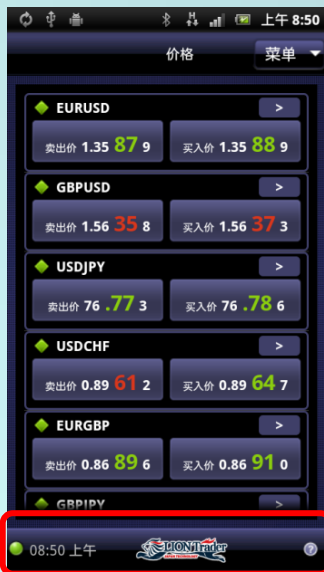 上午 8:50
价格 菜单
EURUSD >
卖出价 1.35 87 9 买入价 1.35 88 9
GBPUSD >
卖出价 1.56 35 8 买入价 1.56 37 3
USDJPY >
卖出价 76 .77 3 买入价 76 .78 6
USDCHF >
卖出价 0.89 61 2 买入价 0.89 64 7
EURGBP >
卖出价 0.86 89 6 买入价 0.86 91 0
GBPJPY >
08:50 上午 LION Trader ?